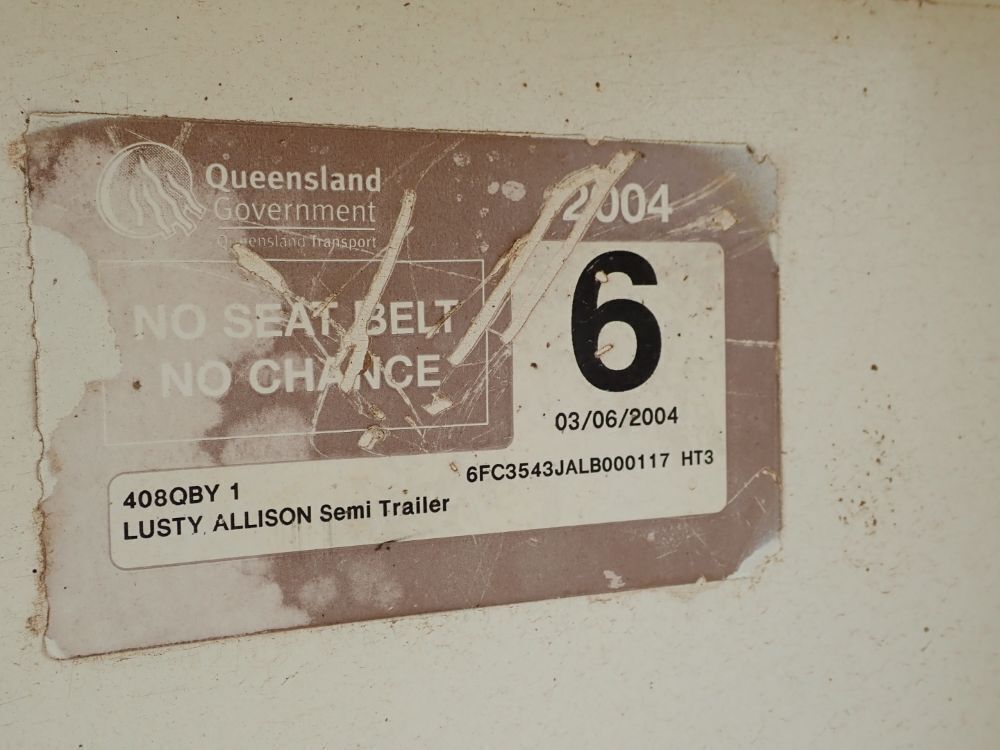 Queensland
Government
Queensland Transport
2004
NO SEAT BELT
NO CHANCE
6
03/06/2004
6FC3543JALB000117 HT3
408QBY 1
LUSTY ALLISON Semi Trailer